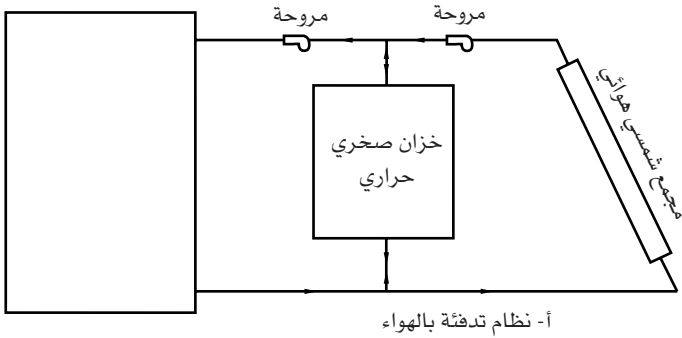 مروحة
مروحة
مجمع شمسي هوائي
خزان صخري
حراري
أ- نظام تدفئة بالهواء